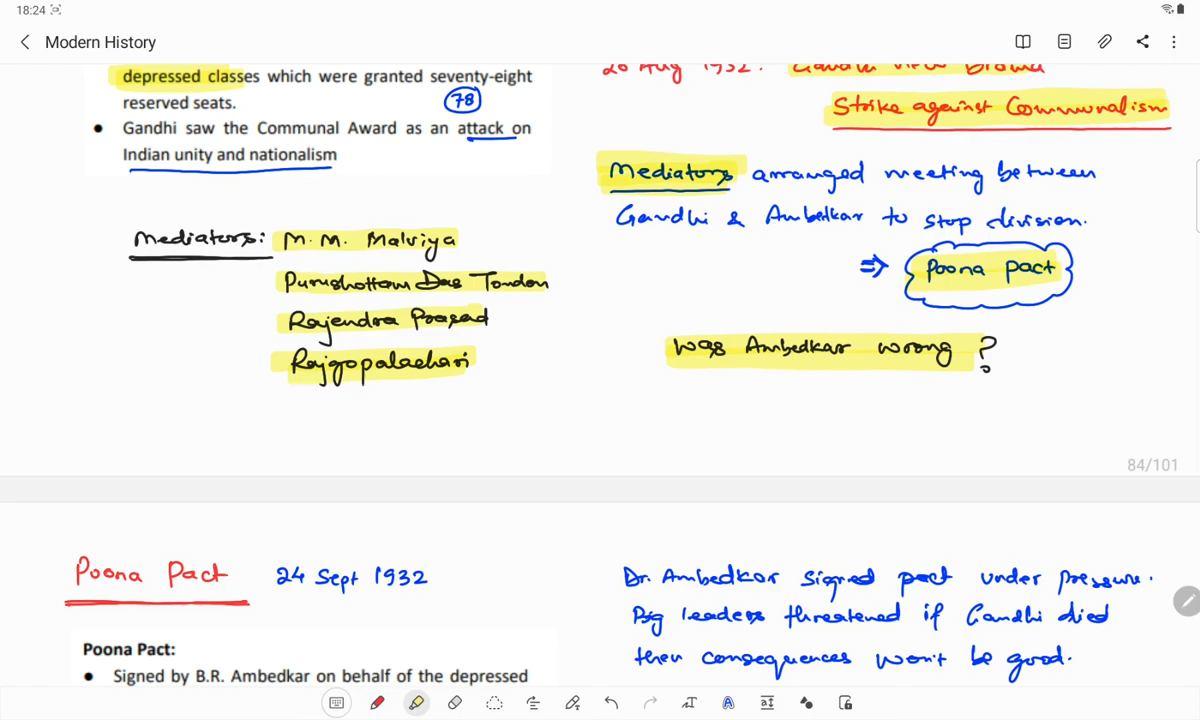 18:24
Modern History
depressed classes which were granted seventy-eight
reserved seats.
78
• Gandhi saw the Communal Award as an attack on
Indian unity and nationalism
Mediators: M. M. Malviya
Purushottam Das Tondon
Rajendra Prasad
Rajgopalachari
20 Aug 1932:
Strike against Communalism
Mediators arranged meeting between
Gandhi & Ambedkar to stop division.
⇒ Poona pact
Was Ambedkar wrong ?
84/101
Poona Pact 24 Sept 1932
Poona Pact:
• Signed by B.R. Ambedkar on behalf of the depressed
Dr. Ambedkar signed pact under pressure.
Big leaders threatened if Gandhi died
then consequences won't be good.